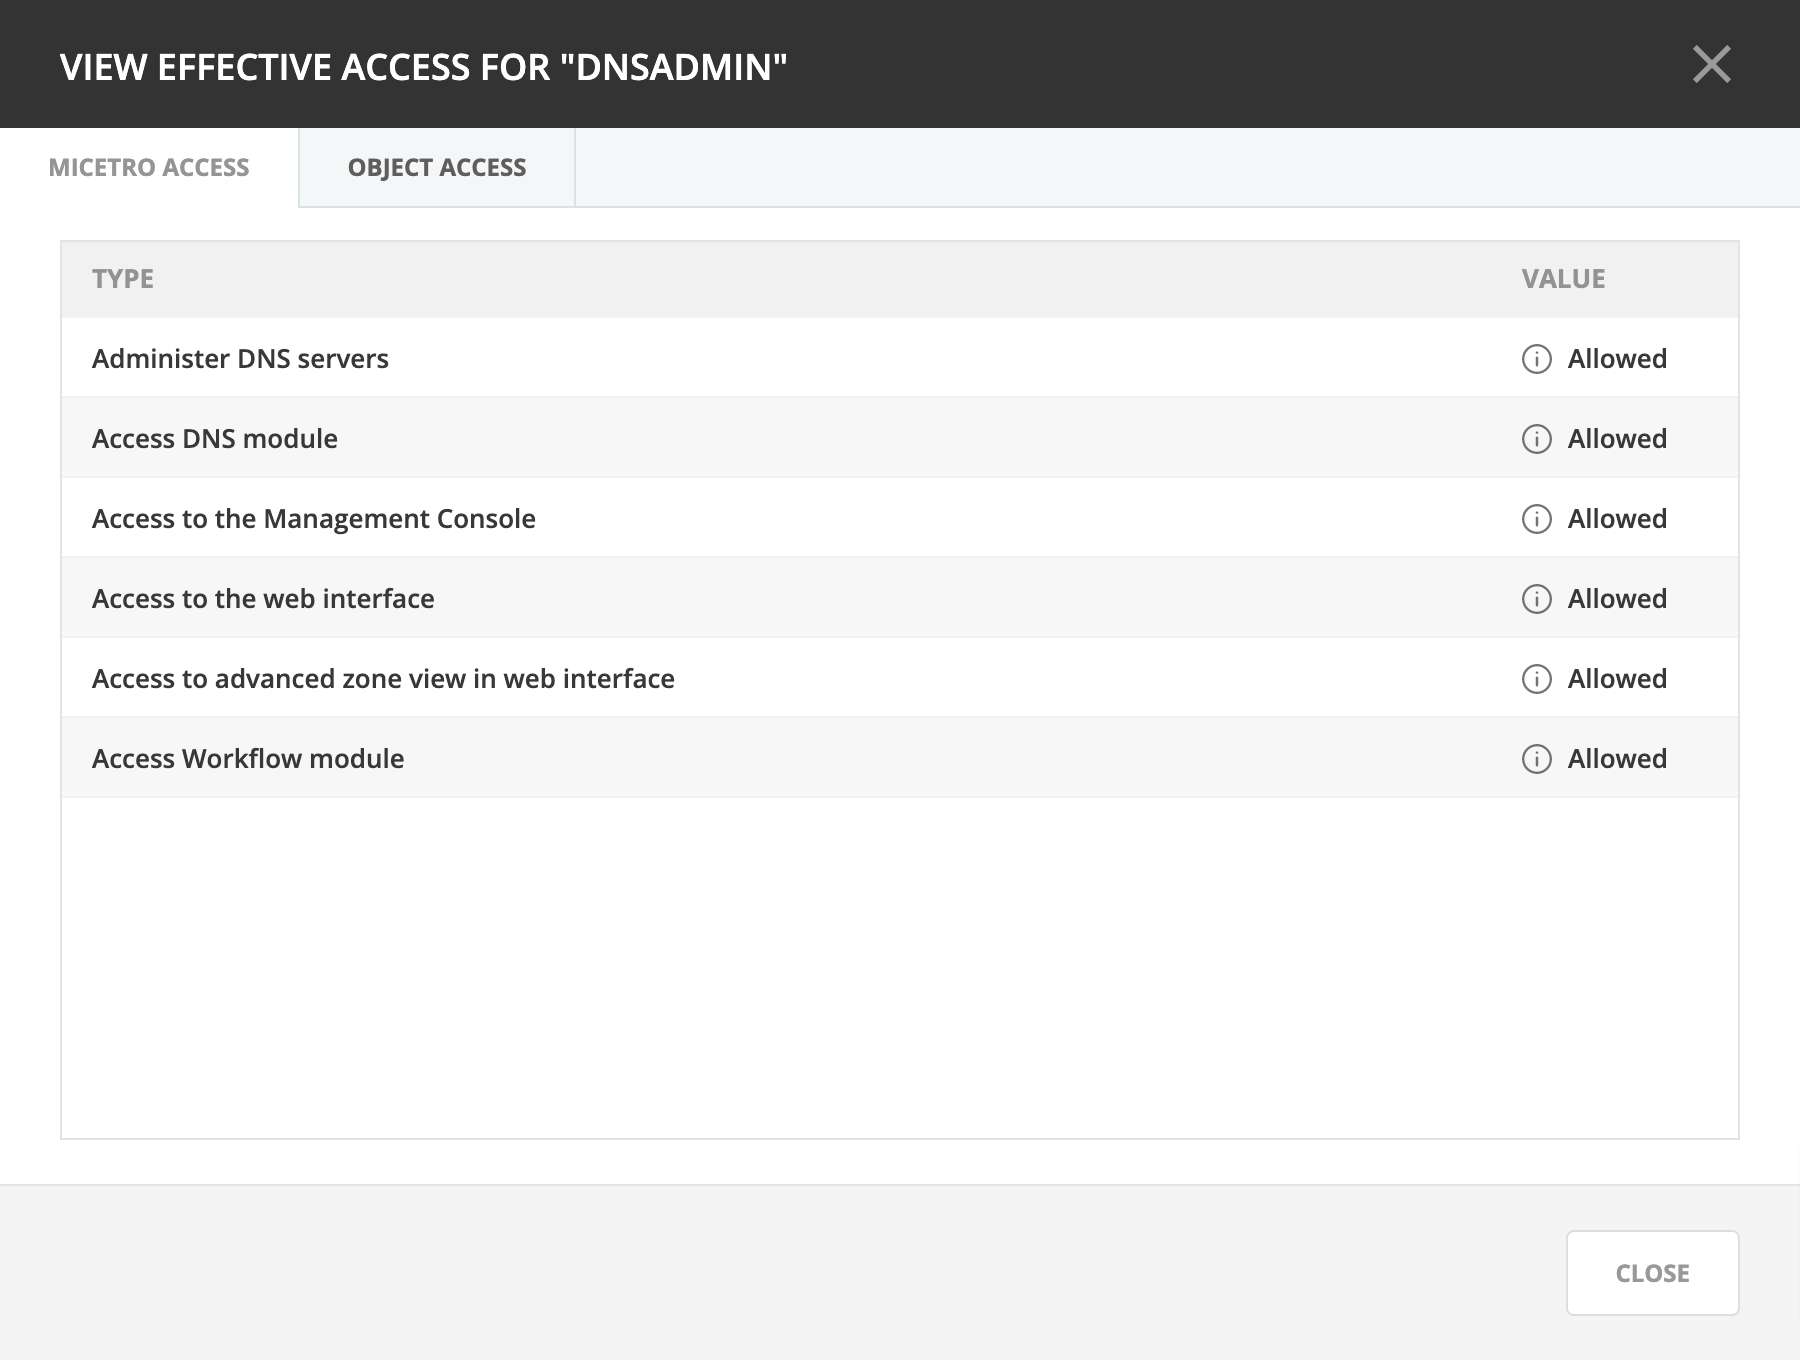 VIEW EFFECTIVE ACCESS FOR "DNSADMIN"
MICETRO ACCESS OBJECT ACCESS
TYPE VALUE
Administer DNS servers Allowed
Access DNS module Allowed
Access to the Management Console Allowed
Access to the web interface Allowed
Access to advanced zone view in web interface Allowed
Access Workflow module Allowed
CLOSE